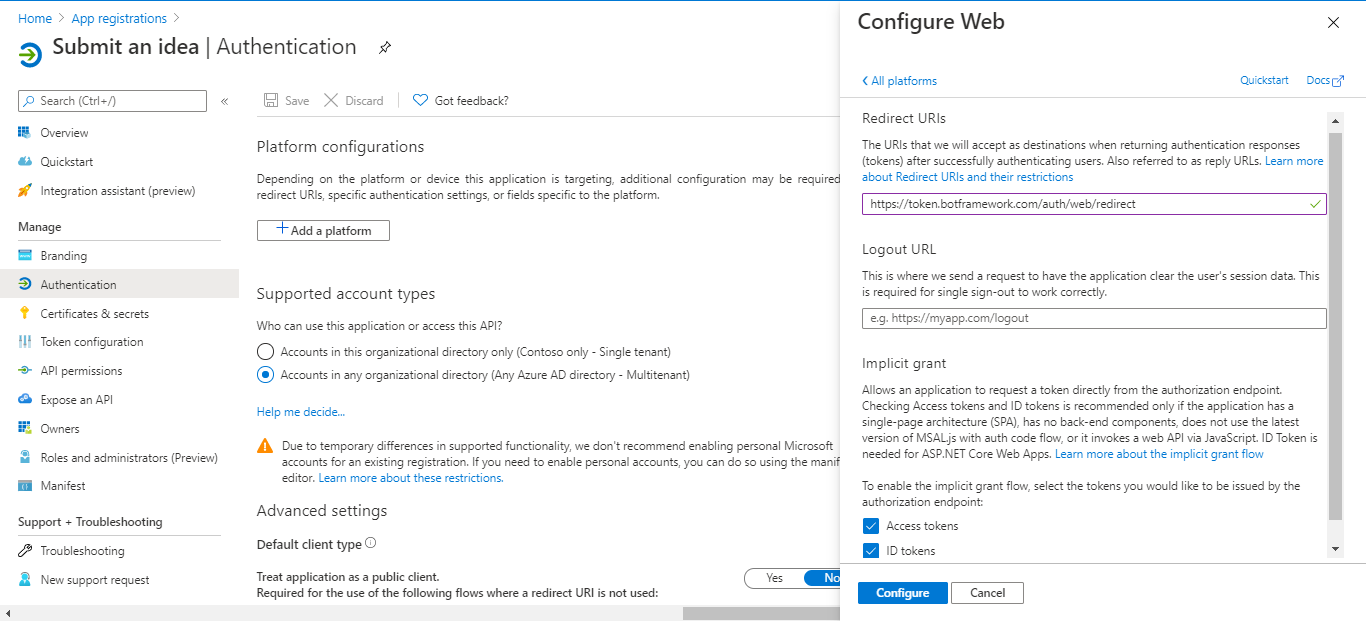 Home > App registrations >
Submit an idea | Authentication
Search (Ctrl+/)
«
Overview
Quickstart
Integration assistant (preview)
Manage
Branding
Authentication
Certificates & secrets
Token configuration
API permissions
Expose an API
Owners
Roles and administrators (Preview)
Manifest
Support + Troubleshooting
Troubleshooting
New support request
Save Discard Got feedback?
Platform configurations
Depending on the platform or device this application is targeting, additional configuration may be required
redirect URIs, specific authentication settings, or fields specific to the platform.
+ Add a platform
Supported account types
Who can use this application or access this API?
Accounts in this organizational directory only (Contoso only - Single tenant)
Accounts in any organizational directory (Any Azure AD directory - Multitenant)
Help me decide...
Due to temporary differences in supported functionality, we don't recommend enabling personal Microsoft
accounts for an existing registration. If you need to enable personal accounts, you can do so using the manif
editor. Learn more about these restrictions.
Advanced settings
Default client type
Treat application as a public client.
Required for the use of the following flows where a redirect URI is not used:
Yes No
Configure Web
< All platforms Quickstart Docs
Redirect URIs
The URIs that we will accept as destinations when returning authentication responses
(tokens) after successfully authenticating users. Also referred to as reply URLs. Learn more
about Redirect URIs and their restrictions
https://token.botframework.com/auth/web/redirect
Logout URL
This is where we send a request to have the application clear the user's session data. This
is required for single sign-out to work correctly.
e.g. https://myapp.com/logout
Implicit grant
Allows an application to request a token directly from the authorization endpoint.
Checking Access tokens and ID tokens is recommended only if the application has a
single-page architecture (SPA), has no back-end components, does not use the latest
version of MSAL.js with auth code flow, or it invokes a web API via JavaScript. ID Token is
needed for ASP.NET Core Web Apps. Learn more about the implicit grant flow
To enable the implicit grant flow, select the tokens you would like to be issued by the
authorization endpoint:
Access tokens
ID tokens
Configure Cancel